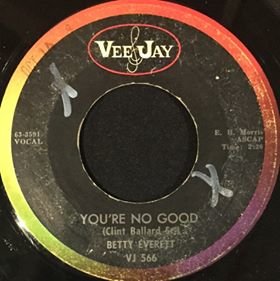 VEE JAY
63-3591
VOCAL
E. H. Morris
ASCAP
Time: 2:20
YOU'RE NO GOOD
(Clint Ballard
BETTY EVERETT
VJ 566